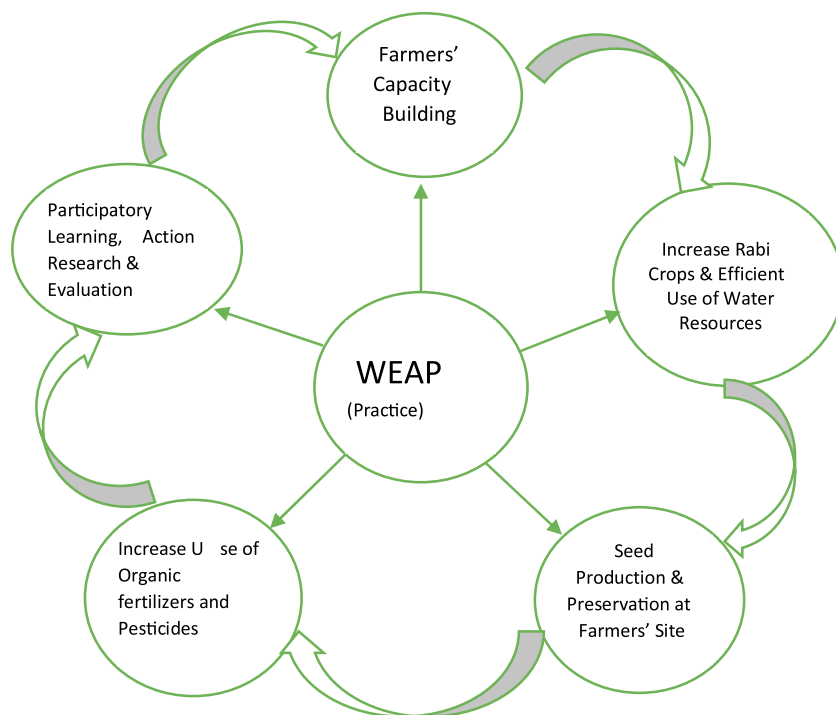 Farmers’
Capacity
Building
Participatory
Learning, Action
Research &
Evaluation
Increase Rabi
Crops & Efficient
Use of Water
Resources
WEAP
(Practice)
Increase U se of
Organic
fertilizers and
Pesticides
Seed
Production &
Preservation at
Farmers’ Site